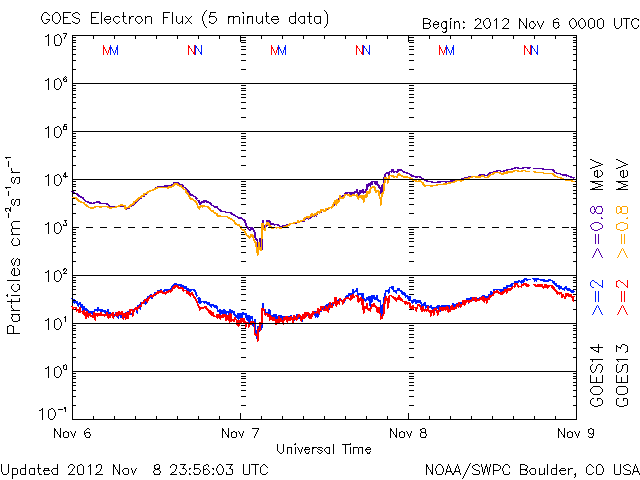 GOES Electron Flux (5 minute data)
Begin: 2012 Nov 6 0000 UTC
10⁷
MM NN MM NN MM NN
10⁶
10⁶
10⁵
10⁴
10³
10²
10¹
10⁰
10⁻¹
Particles cm⁻²s⁻¹sr⁻¹
Nov 6 Nov 7 Nov 8 Nov 9
Universal Time
GOES14 >=2 >=0.8 MeV
GOES13 >=2 >=0.8 MeV
Updated 2012 Nov 8 23:56:03 UTC
NOAA/SWPC Boulder, CO USA